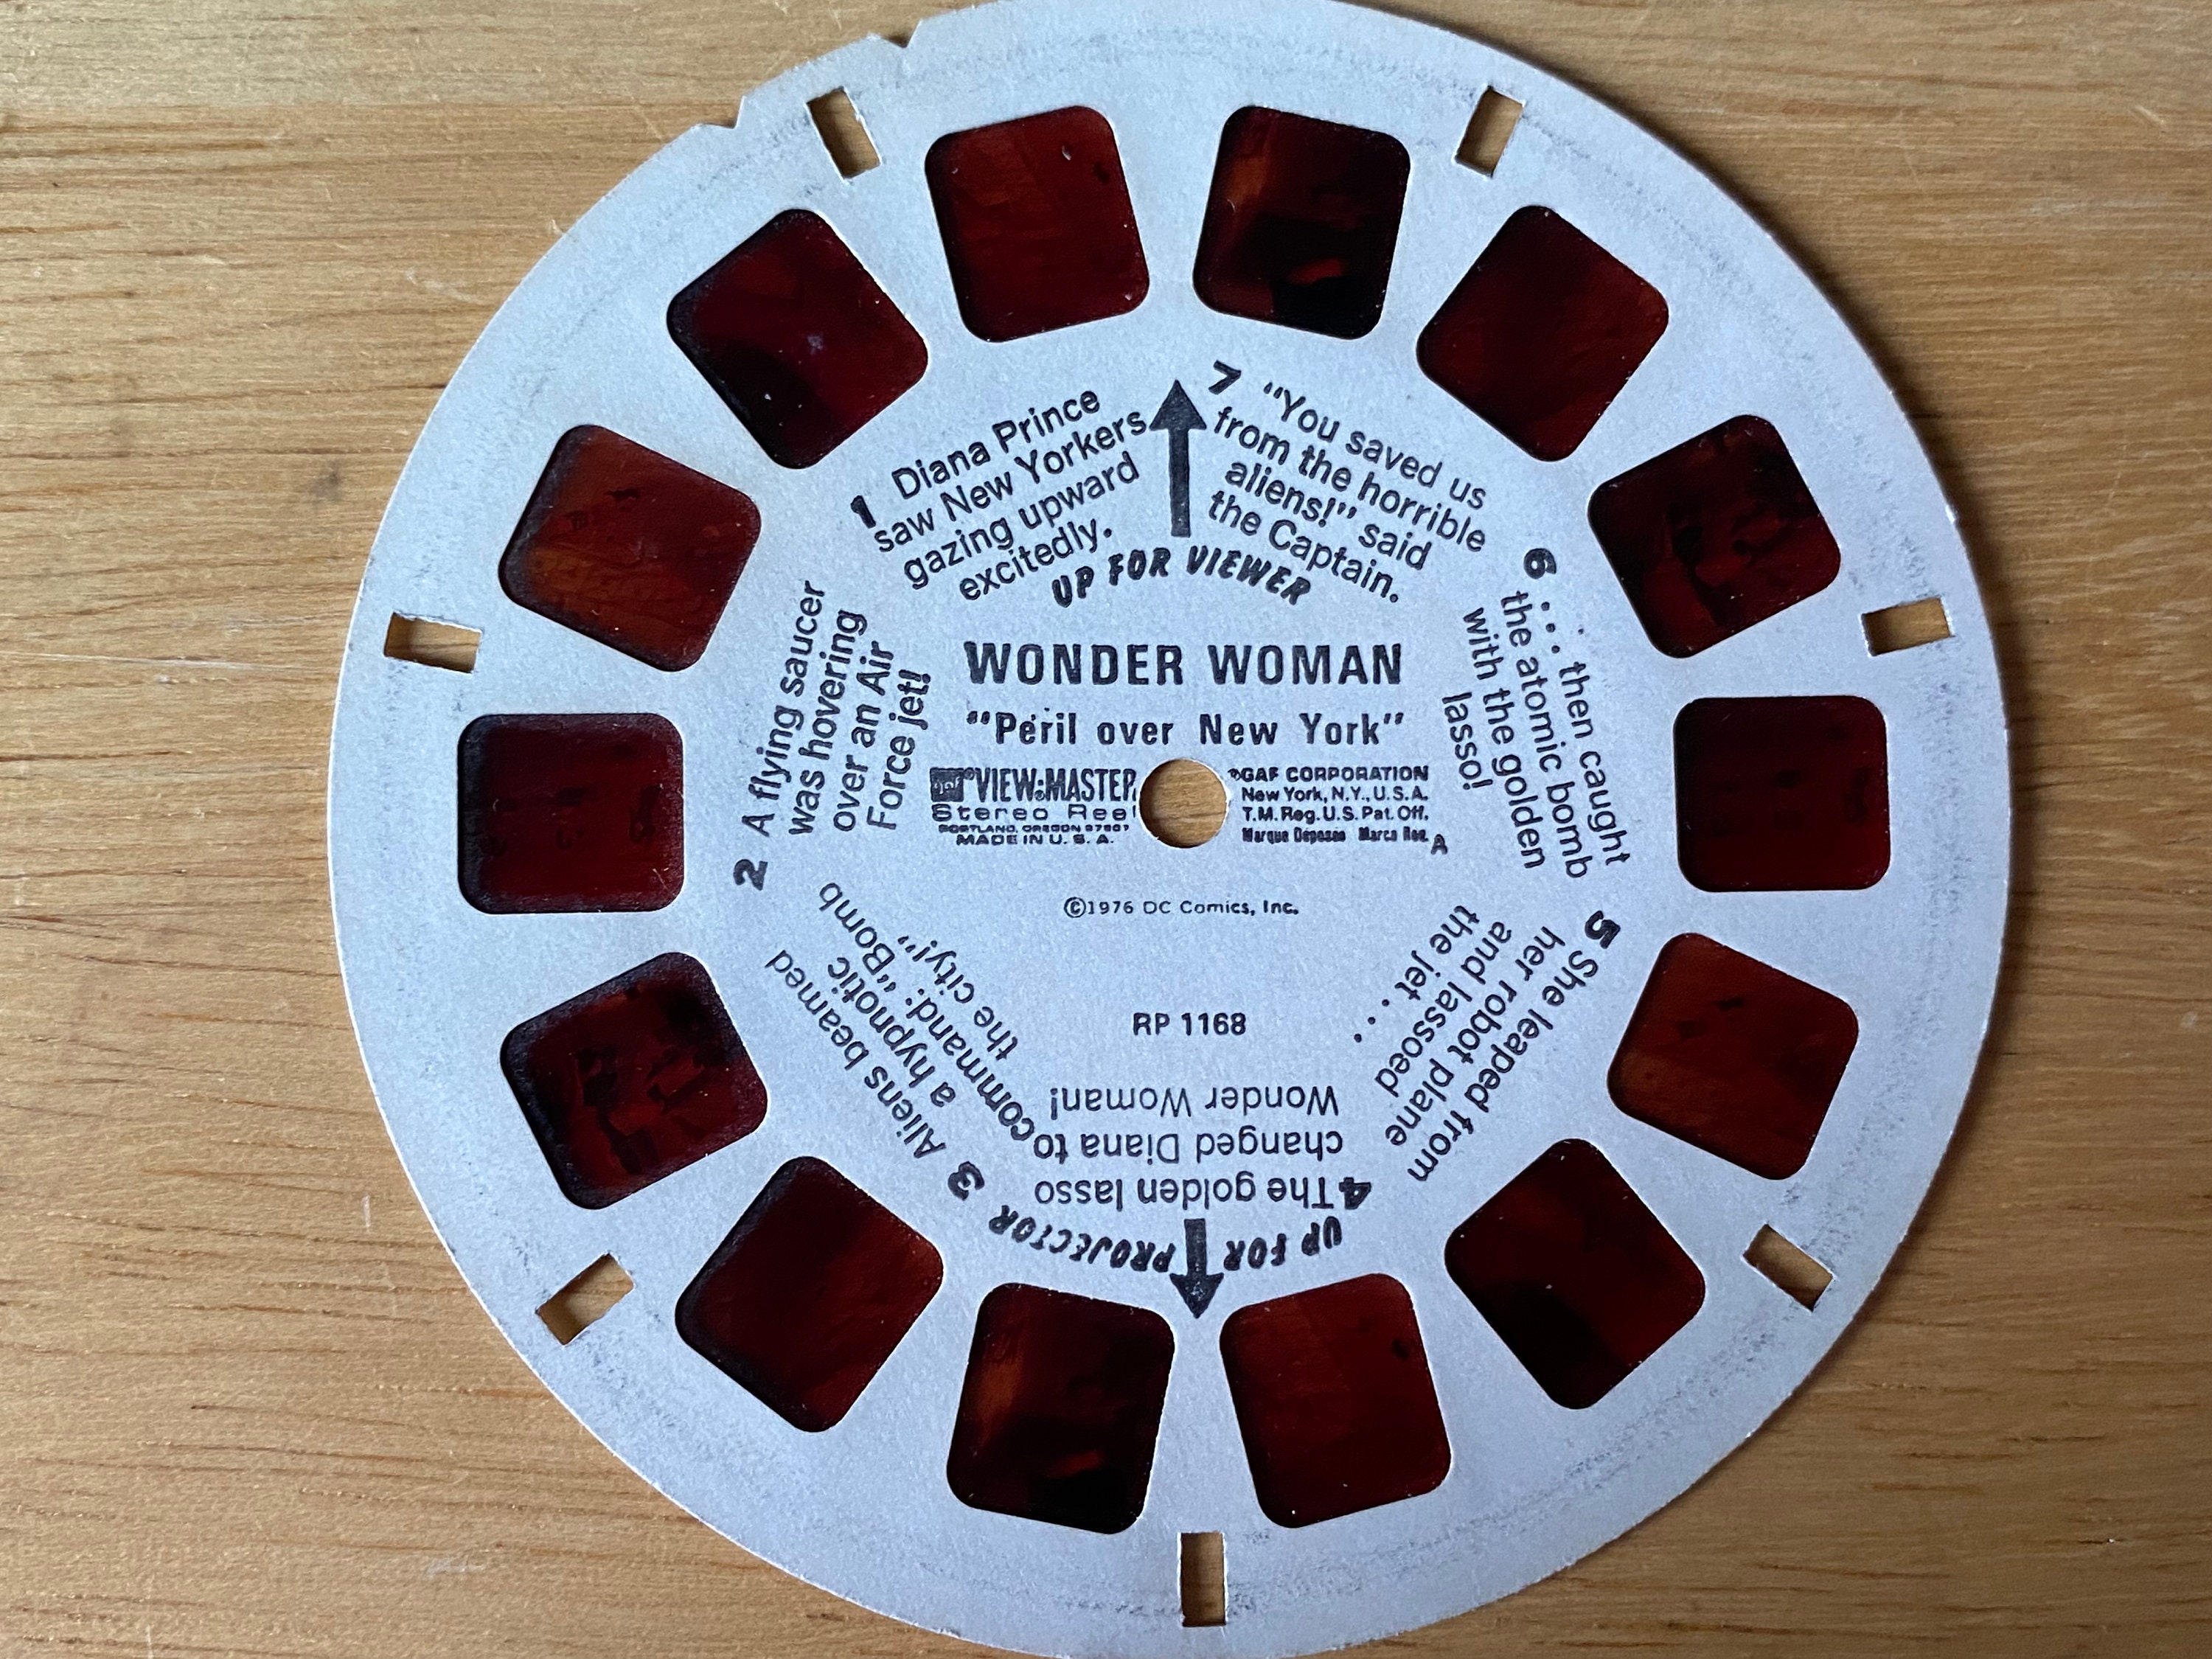 1 Diana Prince
saw New Yorkers
gazing upward
excitedly.
2 A flying saucer
was hovering
over an Air
Force jet!
3 Aliens beamed
a hypnotic
command: "Bomb
the city!"
4 The golden lasso
changed Diana to
Wonder Woman!
5 She leaped from
her robot plane
and lassoed
the jet . . .
6 . . . then caught
the atomic bomb
with the golden
lasso!
7 "You saved us
from the horrible
aliens!" said
the Captain.
UP FOR VIEWER
WONDER WOMAN
"Peril over New York"
gaf ® VIEW-MASTER
Stereo Reel
PORTLAND, OREGON 97207
MADE IN U. S. A.
®GAF CORPORATION
New York, N.Y., U.S.A.
T.M. Reg. U.S. Pat. Off.
Marque Déposée Marca Reg.
A
©1976 DC Comics, Inc.
RP 1168
UP FOR PROJECTOR